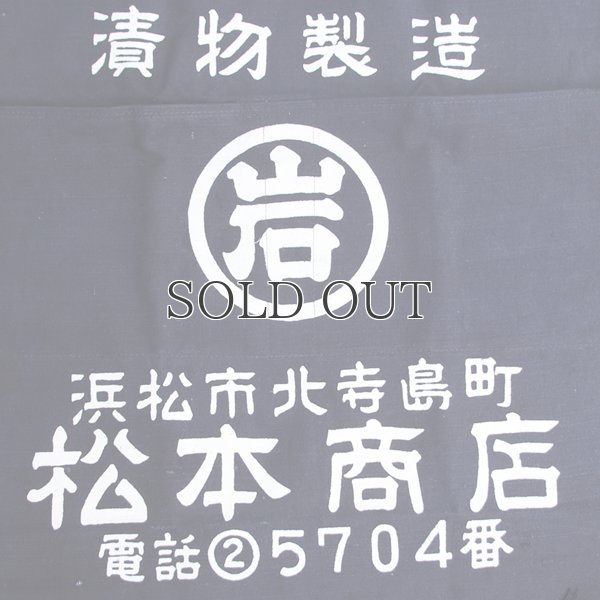 漬物製造
岩
SOLD OUT
浜松市北寺島町
松本商店
電話②5704番